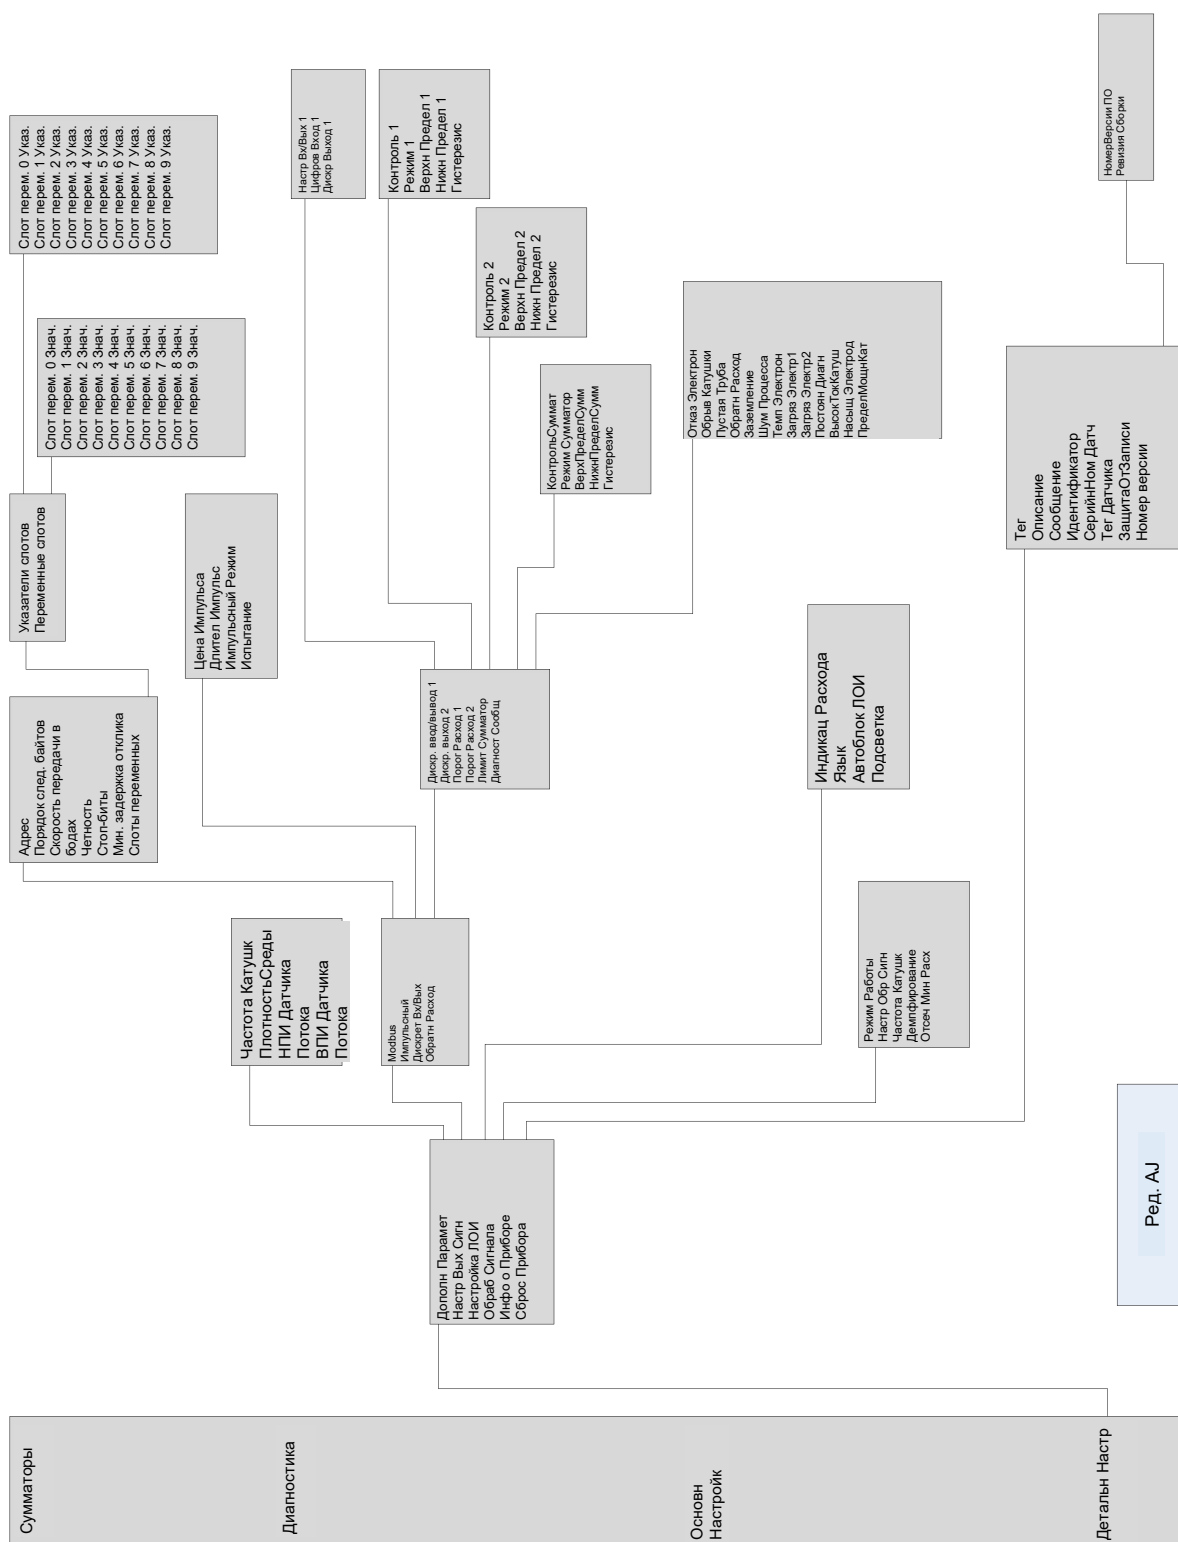 Сумматоры
Диагностика
Основн
Настройк
Детальн Настр
Дополн Парамет
Настр Вых Сигн
Настройка ЛОИ
Обраб Сигнала
Инфо о Приборе
Сброс Прибора
Частота Катушк
ПлотностьСреды
НПИ Датчика
Потока
ВПИ Датчика
Потока
Modbus
Импульсный
Дискрет Вх/Вых
Обратн Расход
Адрес
Порядок след. байтов
Скорость передачи в
бодах
Четность
Стоп-биты
Мин. задержка отклика
Слоты переменных
Указатели слотов
Переменные слотов
Слот перем. 0 Указ.
Слот перем. 1 Указ.
Слот перем. 2 Указ.
Слот перем. 3 Указ.
Слот перем. 4 Указ.
Слот перем. 5 Указ.
Слот перем. 6 Указ.
Слот перем. 7 Указ.
Слот перем. 8 Указ.
Слот перем. 9 Указ.
Слот перем. 0 Знач.
Слот перем. 1 Знач.
Слот перем. 2 Знач.
Слот перем. 3 Знач.
Слот перем. 4 Знач.
Слот перем. 5 Знач.
Слот перем. 6 Знач.
Слот перем. 7 Знач.
Слот перем. 8 Знач.
Слот перем. 9 Знач.
Цена Импульса
Длител Импульс
Импульсный Режим
Испытание
Дискр. ввод/вывод 1
Дискр. выход 2
Порог Расход 1
Порог Расход 2
Лимит Сумматор
Диагност Сообщ
Настр Вх/Вых 1
Цифров Вход 1
Дискр Выход 1
Контроль 1
Режим 1
Верхн Предел 1
Нижн Предел 1
Гистерезис
Контроль 2
Режим 2
Верхн Предел 2
Нижн Предел 2
Гистерезис
КонтрольСуммат
Режим Сумматор
ВерхПределСумм
НижнПределСумм
Гистерезис
Отказ Электрон
Обрыв Катушки
Пустая Труба
Обратн Расход
Заземление
Шум Процесса
Темп Электрон
Загряз Электр1
Загряз Электр2
Постоян Диагн
ВысокТокКатуш
Насыщ Электрод
ПределМощнКат
Индикац Расхода
Язык
Автоблок ЛОИ
Подсветка
Режим Работы
Настр Обр Сигн
Частота Катушк
Демпфирование
Отсеч Мин Расх
Тег
Описание
Сообщение
Идентификатор
СерийнНом Датч
Тег Датчика
ЗащитаОтЗаписи
Номер версии
НомерВерсии ПО
Ревизия Сборки
Ред. AJ